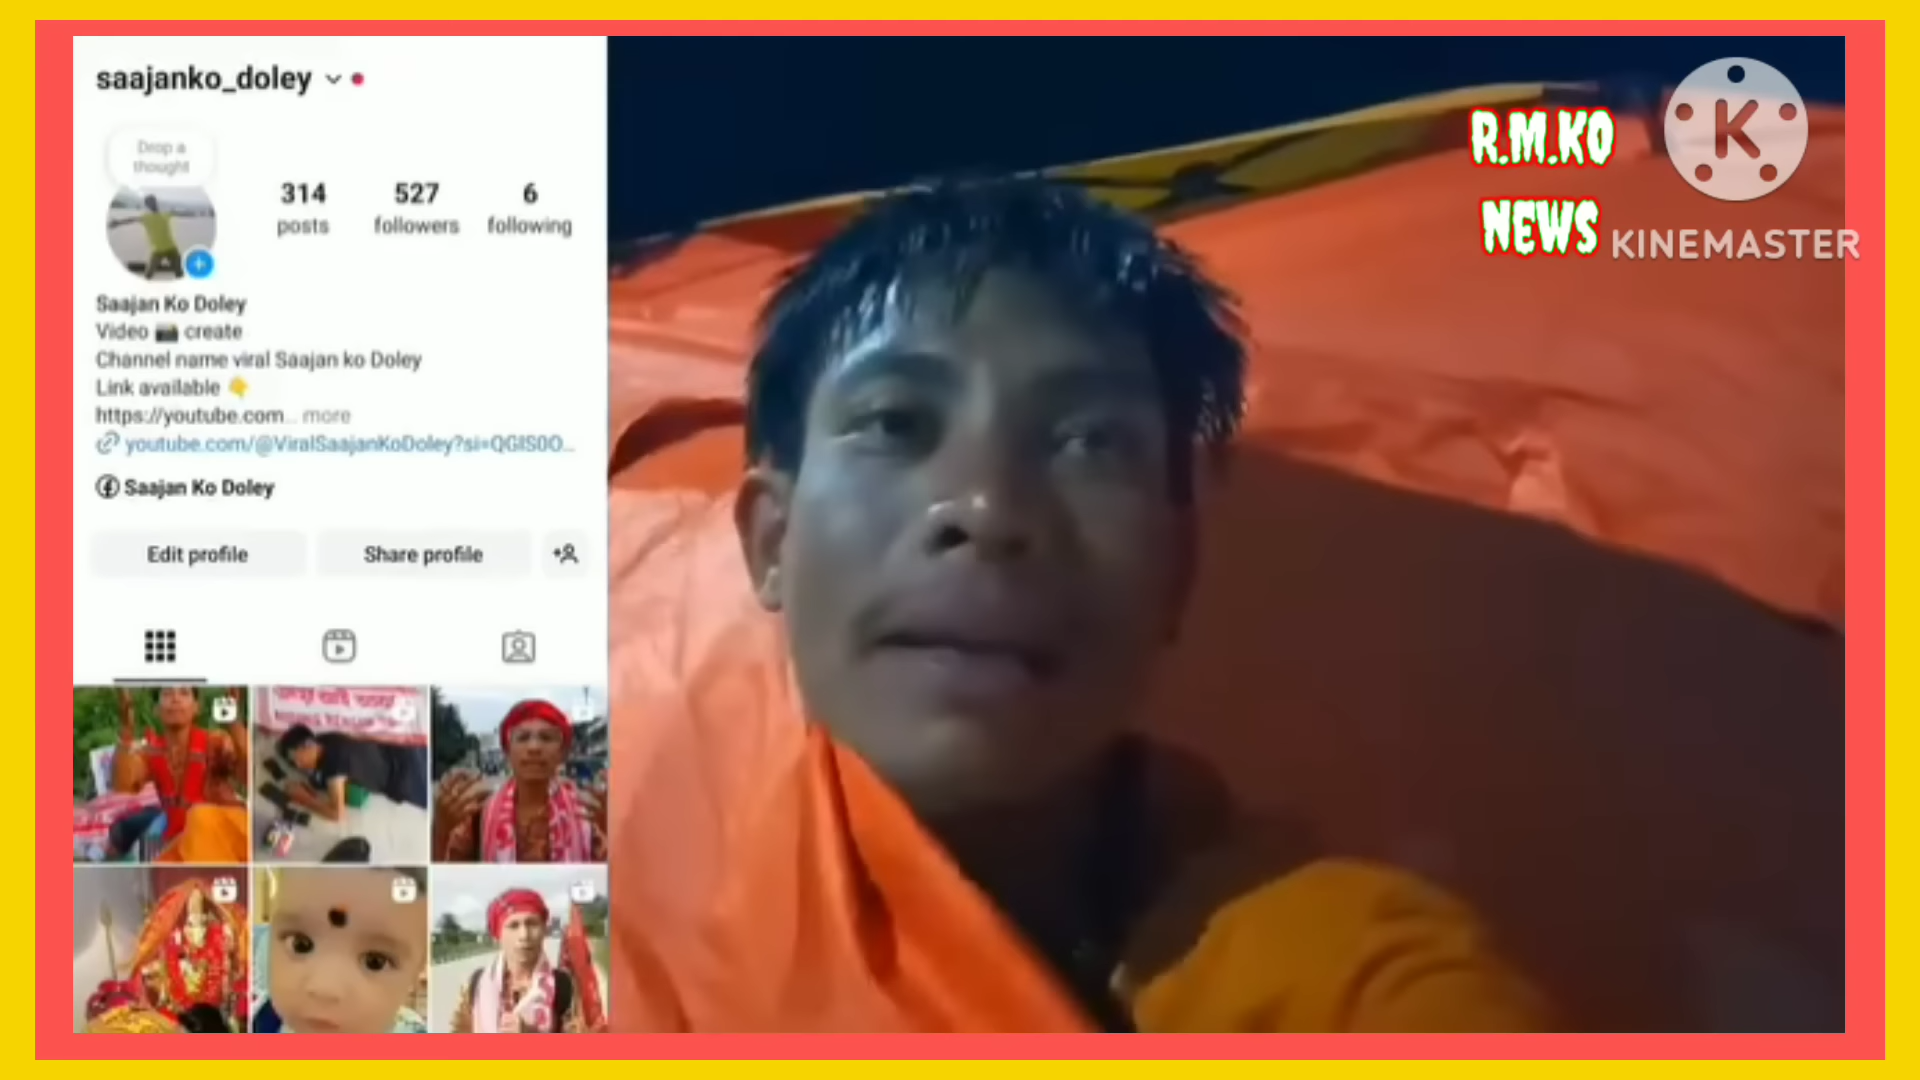 saajanko_doley
Drop a
thought
314
posts
527
followers
6
following
Saajan Ko Doley
Video 📸 create
Channel name viral Saajan ko Doley
Link available 👇
https://youtube.com... more
youtube.com/@ViralSaajanKoDoley?si=QGIS0O...
Saajan Ko Doley
Edit profile
Share profile
R.M.KO
NEWS
K
KINEMASTER